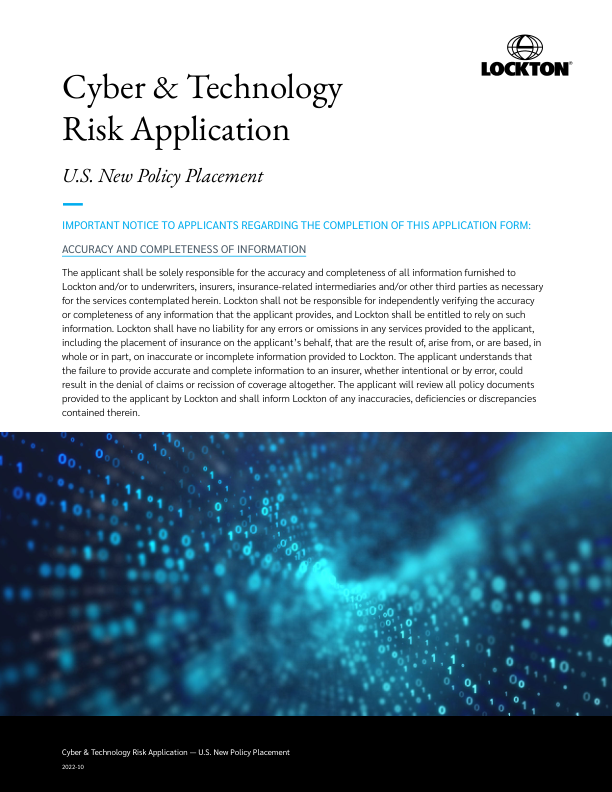 LOCKTON®
Cyber & Technology
Risk Application
U.S. New Policy Placement
IMPORTANT NOTICE TO APPLICANTS REGARDING THE COMPLETION OF THIS APPLICATION FORM:
ACCURACY AND COMPLETENESS OF INFORMATION
The applicant shall be solely responsible for the accuracy and completeness of all information furnished to
Lockton and/or to underwriters, insurers, insurance-related intermediaries and/or other third parties as necessary
for the services contemplated herein. Lockton shall not be responsible for independently verifying the accuracy
or completeness of any information that the applicant provides, and Lockton shall be entitled to rely on such
information. Lockton shall have no liability for any errors or omissions in any services provided to the applicant,
including the placement of insurance on the applicant's behalf, that are the result of, arise from, or are based, in
whole or in part, on inaccurate or incomplete information provided to Lockton. The applicant understands that
the failure to provide accurate and complete information to an insurer, whether intentional or by error, could
result in the denial of claims or recission of coverage altogether. The applicant will review all policy documents
provided to the applicant by Lockton and shall inform Lockton of any inaccuracies, deficiencies or discrepancies
contained therein.
Cyber & Technology Risk Application — U.S. New Policy Placement
2022-10